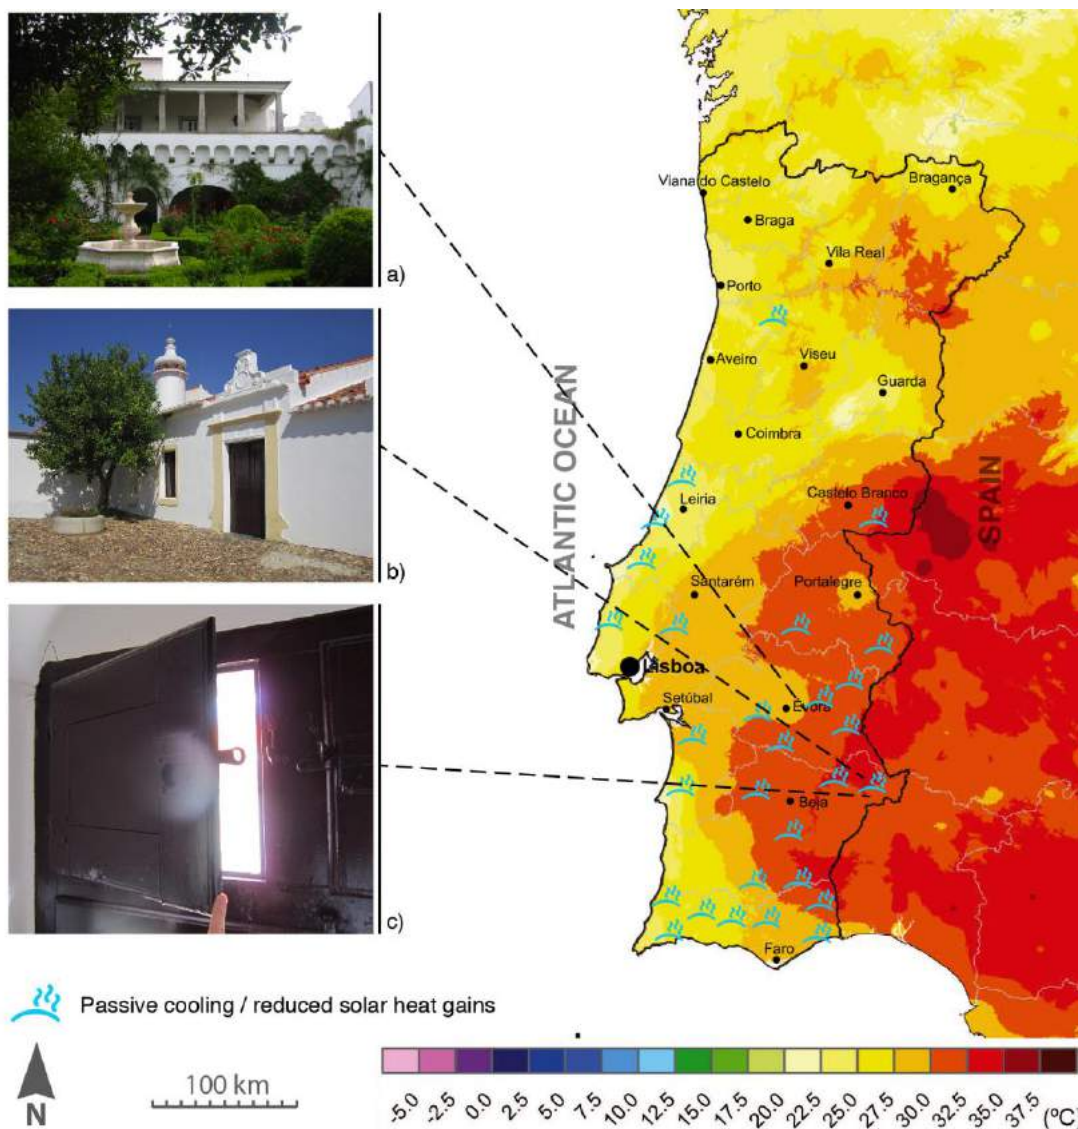 a)
b)
c)
Viana do Castelo
Bragança
Braga
Vila Real
Porto
Aveiro
Viseu
Guarda
Coimbra
ATLANTIC OCEAN
Leiria
Castelo Branco
SPAIN
Santarém
Portalegre
Lisboa
Setúbal
Évora
Beja
Faro
Passive cooling / reduced solar heat gains
N
100 km
-5.0 -2.5 0.0 2.5 5.0 7.5 10.0 12.5 15.0 17.5 20.0 22.5 25.0 27.5 30.0 32.5 35.0 37.5 (ºC)